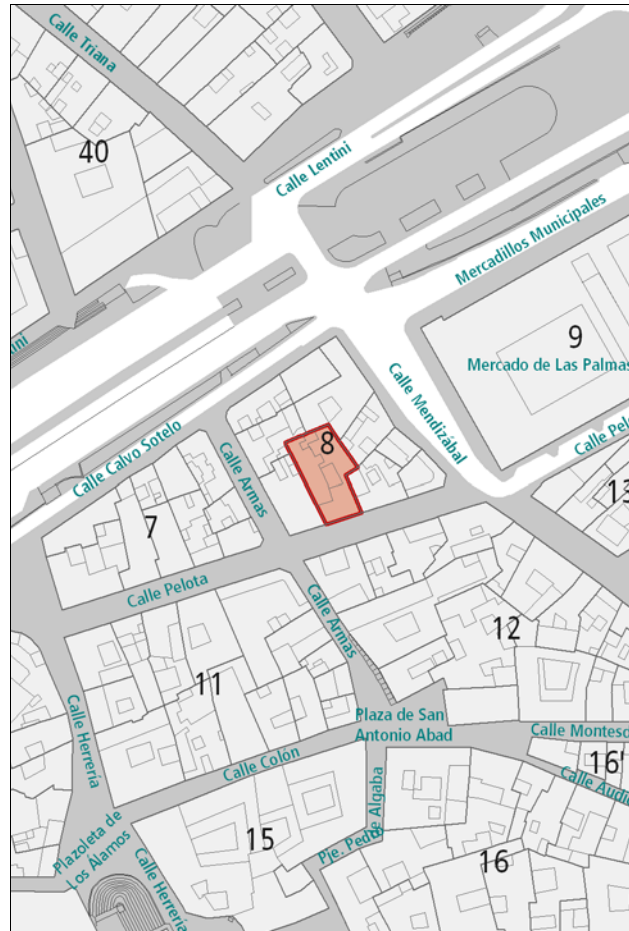 Calle Triana
40
Calle Lentini
Mercadillos Municipales
9
Mercado de Las Palmas
Calle Calvo Sotelo
Calle Mendizábal
8
Calle Armas
13
7
Calle Pelota
Calle Armas
12
11
Calle Herrería
Plaza de San
Antonio Abad
Calle Colón
16'
15
Plazoleta de
Los Álamos
Calle Herrería
16